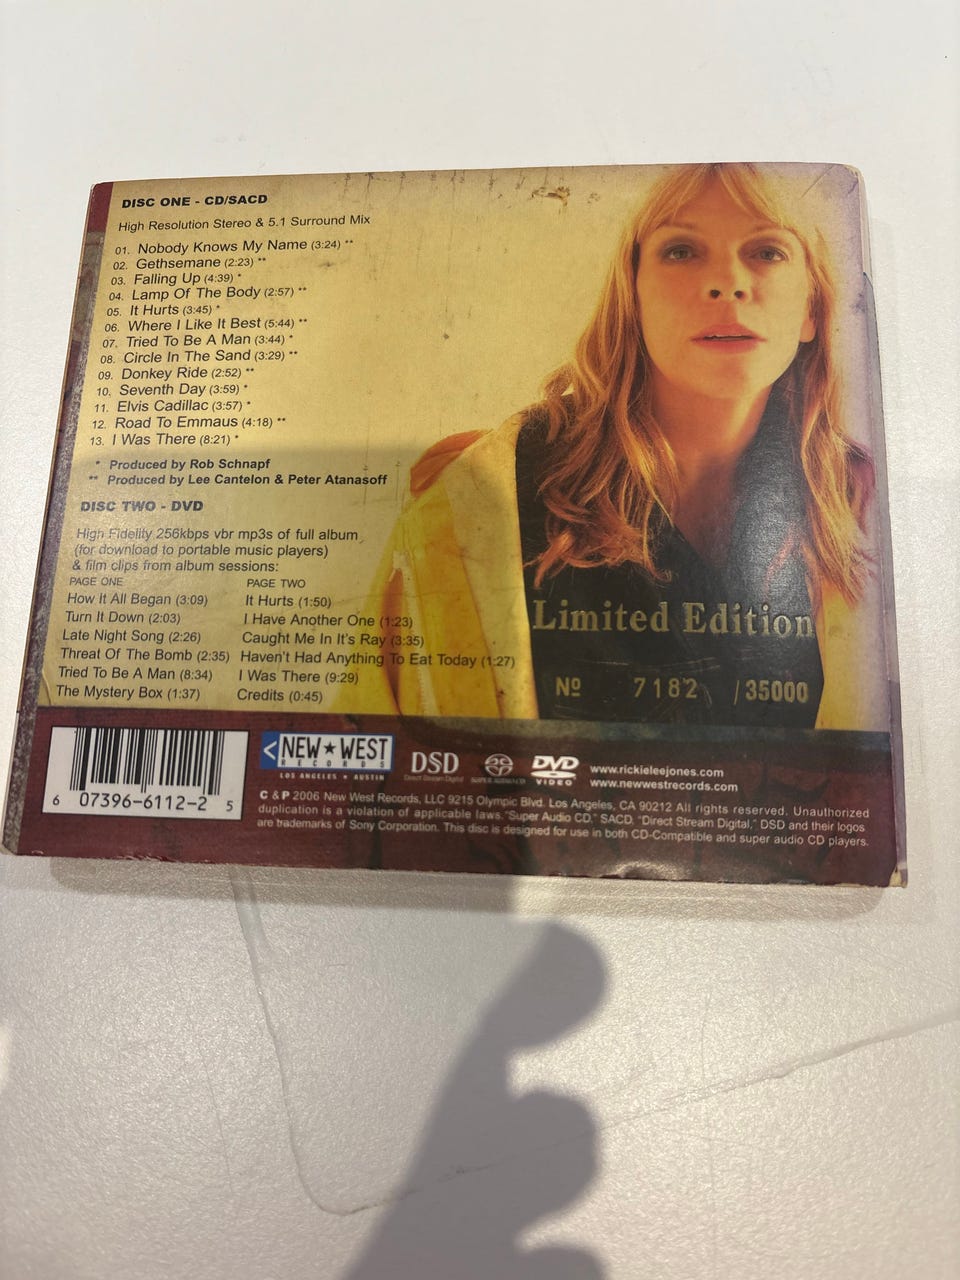 DISC ONE - CD/SACD
High Resolution Stereo & 5.1 Surround Mix
01. Nobody Knows My Name (3:24) **
02. Gethsemane (2:23) **
03. Falling Up (4:39) *
04. Lamp Of The Body (2:57) **
05. It Hurts (3:45) *
06. Where I Like It Best (5:44) **
07. Tried To Be A Man (3:44) *
08. Circle In The Sand (3:29) **
09. Donkey Ride (2:52) **
10. Seventh Day (3:59) *
11. Elvis Cadillac (3:57) *
12. Road To Emmaus (4:18) **
13. I Was There (8:21) *
* Produced by Rob Schnapf
** Produced by Lee Cantelon & Peter Atanasoff
DISC TWO - DVD
High Fidelity 256kbps vbr mp3s of full album
(for download to portable music players)
& film clips from album sessions:
PAGE ONE
How It All Began (3:09)
Turn It Down (2:03)
Late Night Song (2:26)
Threat Of The Bomb (2:35)
Tried To Be A Man (8:34)
The Mystery Box (1:37)
PAGE TWO
It Hurts (1:50)
I Have Another One (1:23)
Caught Me In It's Ray (3:35)
Haven't Had Anything To Eat Today (1:27)
I Was There (9:29)
Credits (0:45)
Limited Edition
Nº 7182 /35000
6 07396-6112-2 5
NEW★WEST
RECORDS
LOS ANGELES ★ AUSTIN
DSD
Direct Stream Digital
SUPER AUDIO CD
DVD
VIDEO
www.rickieleejones.com
www.newwestrecords.com
C & P 2006 New West Records, LLC 9215 Olympic Blvd. Los Angeles, CA 90212 All rights reserved. Unauthorized
duplication is a violation of applicable laws. "Super Audio CD," SACD, "Direct Stream Digital," DSD and their logos
are trademarks of Sony Corporation. This disc is designed for use in both CD-Compatible and super audio CD players.